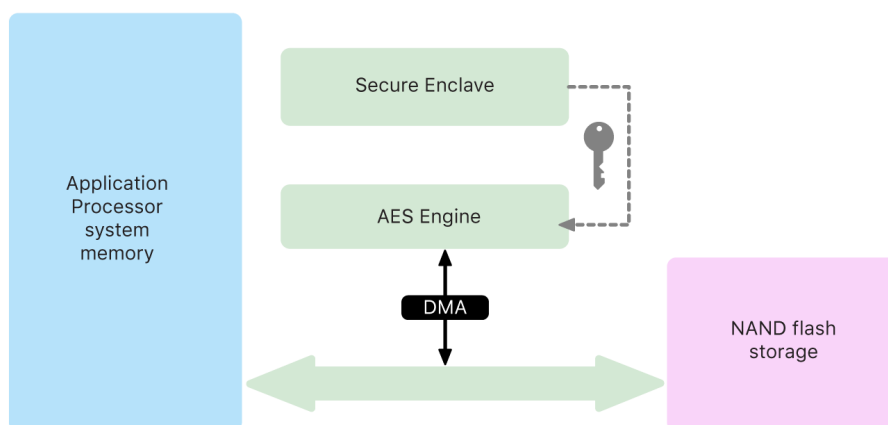 Secure Enclave
Application
Processor
system
memory
AES Engine
DMA
NAND flash
storage